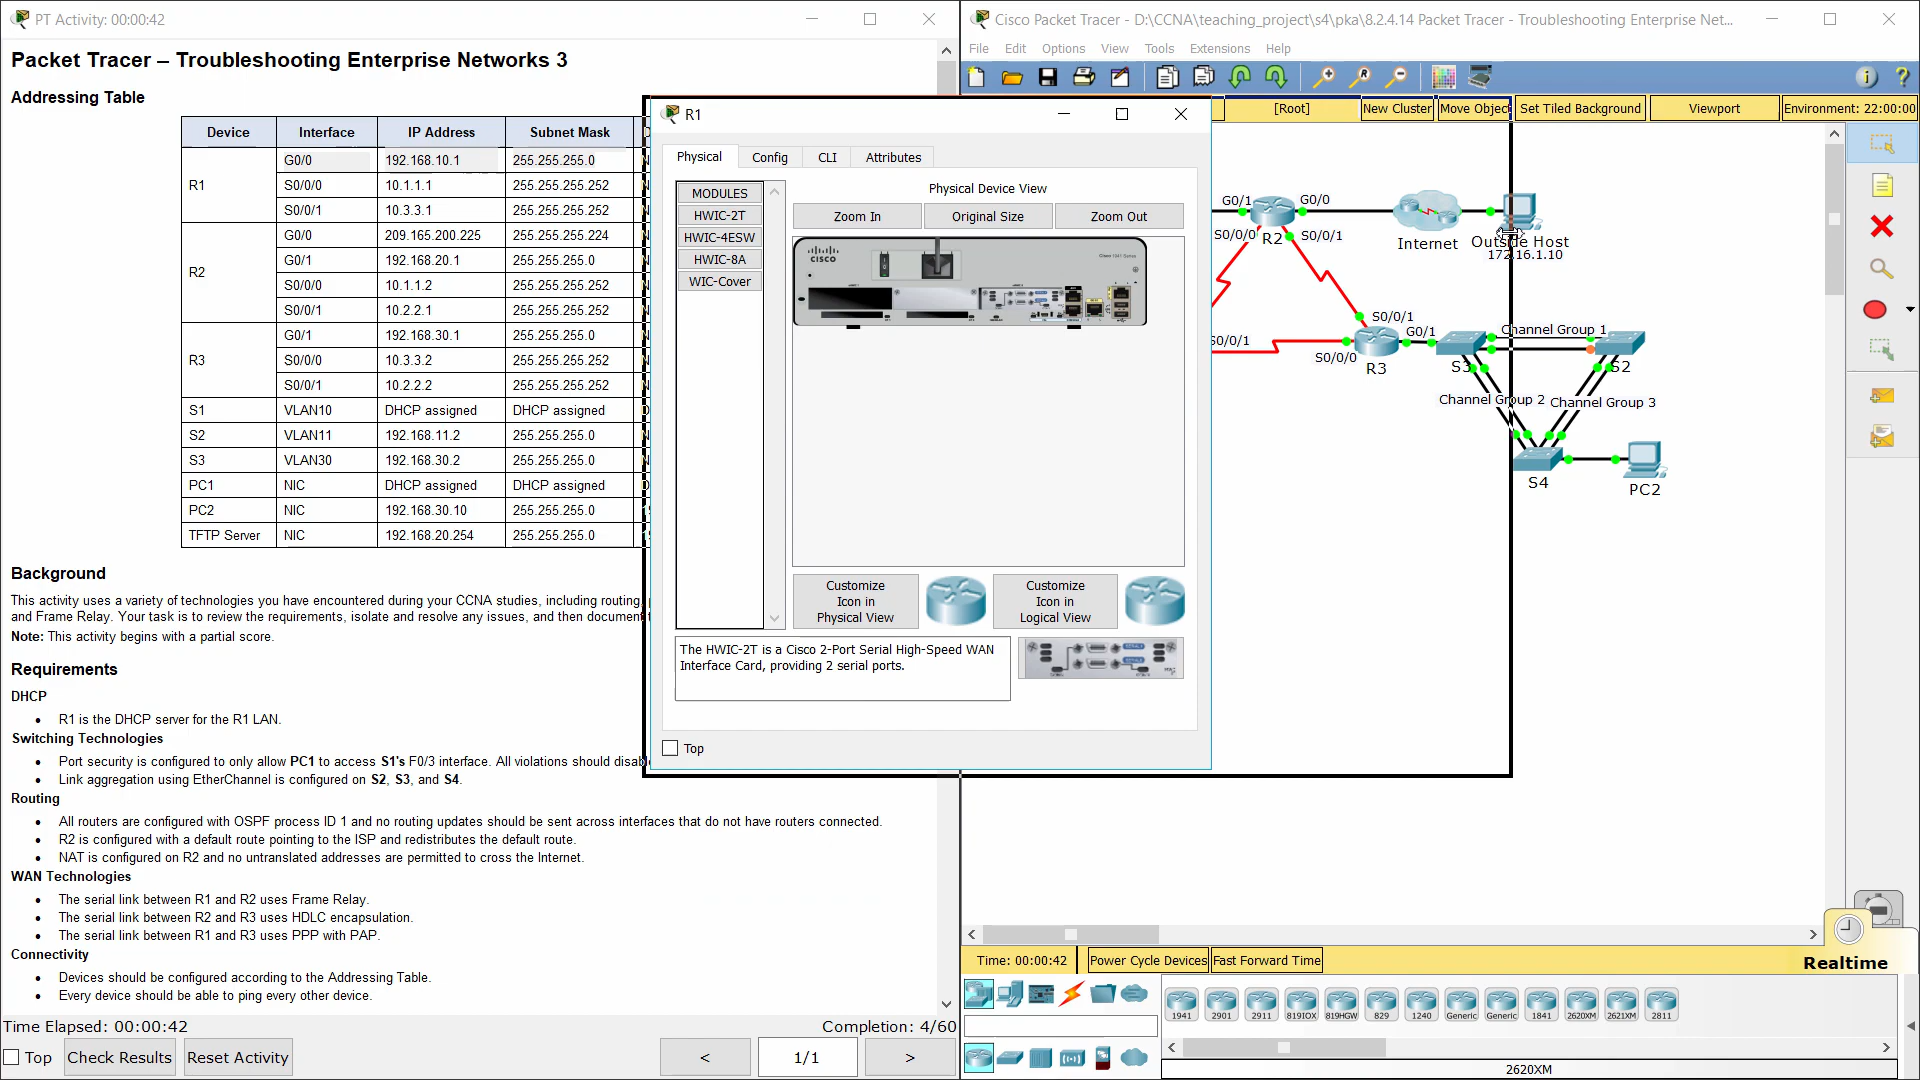 PT Activity: 00:00:42
Packet Tracer – Troubleshooting Enterprise Networks 3
Addressing Table
Device Interface IP Address Subnet Mask
R1 G0/0 192.168.10.1 255.255.255.0
S0/0/0 10.1.1.1 255.255.255.252
S0/0/1 10.3.3.1 255.255.255.252
R2 G0/0 209.165.200.225 255.255.255.224
G0/1 192.168.20.1 255.255.255.0
S0/0/0 10.1.1.2 255.255.255.252
S0/0/1 10.2.2.1 255.255.255.252
R3 G0/1 192.168.30.1 255.255.255.0
S0/0/0 10.3.3.2 255.255.255.252
S0/0/1 10.2.2.2 255.255.255.252
S1 VLAN10 DHCP assigned DHCP assigned
S2 VLAN11 192.168.11.2 255.255.255.0
S3 VLAN30 192.168.30.2 255.255.255.0
PC1 NIC DHCP assigned DHCP assigned
PC2 NIC 192.168.30.10 255.255.255.0
TFTP Server NIC 192.168.20.254 255.255.255.0
Background
This activity uses a variety of technologies you have encountered during your CCNA studies, including routing,
and Frame Relay. Your task is to review the requirements, isolate and resolve any issues, and then document
Note: This activity begins with a partial score.
Requirements
DHCP
• R1 is the DHCP server for the R1 LAN.
Switching Technologies
• Port security is configured to only allow PC1 to access S1's F0/3 interface. All violations should
• Link aggregation using EtherChannel is configured on S2, S3, and S4.
Routing
• All routers are configured with OSPF process ID 1 and no routing updates should be sent across interfaces that do not have routers connected.
• R2 is configured with a default route pointing to the ISP and redistributes the default route.
• NAT is configured on R2 and no untranslated addresses are permitted to cross the Internet.
WAN Technologies
• The serial link between R1 and R2 uses Frame Relay.
• The serial link between R2 and R3 uses HDLC encapsulation.
• The serial link between R1 and R3 uses PPP with PAP.
Connectivity
• Devices should be configured according to the Addressing Table.
• Every device should be able to ping every other device.
Time Elapsed: 00:00:42 Completion: 4/60
Top Check Results Reset Activity < 1/1 >
R1
Physical Config CLI Attributes
MODULES
HWIC-2T
HWIC-4ESW
HWIC-8A
WIC-Cover
Physical Device View
Zoom In Original Size Zoom Out
CISCO
Customize
Icon in
Physical View
Customize
Icon in
Logical View
The HWIC-2T is a Cisco 2-Port Serial High-Speed WAN
Interface Card, providing 2 serial ports.
Top
Cisco Packet Tracer - D:\CCNA\teaching_project\s4\pka\8.2.4.14 Packet Tracer - Troubleshooting Enterprise Net...
File Edit Options View Tools Extensions Help
[Root] New Cluster Move Object Set Tiled Background Viewport Environment: 22:00:00
G0/1 G0/0
S0/0/0 R2 S0/0/1
Internet
Outside Host
172.16.1.10
S0/0/1
S0/0/1 G0/1
S0/0/0
R3
Channel Group 1
S3 S2
Channel Group 2 Channel Group 3
S4 PC2
Time: 00:00:42 Power Cycle Devices Fast Forward Time
Realtime
1941 2901 2911 819IOX 819HGW 829 1240 Generic Generic 1841 2620XM 2621XM 2811
2620XM